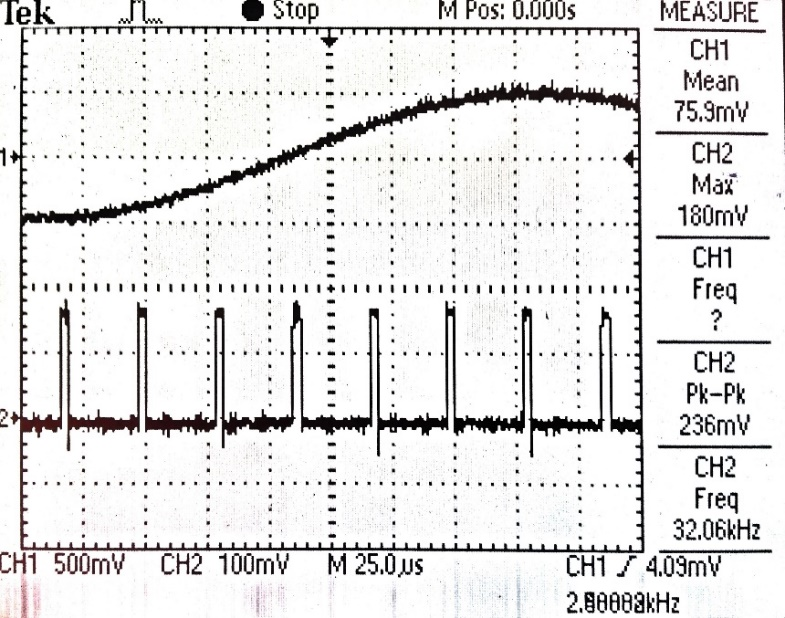 Tek Stop M Pos: 0.000s MEASURE
CH1
Mean
75.9mV
1
CH2
Max
180mV
CH1
Freq
?
CH2
Pk-Pk
2
236mV
CH2
Freq
32.06kHz
CH1 500mV CH2 100mV M 25.0µs CH1 4.09mV